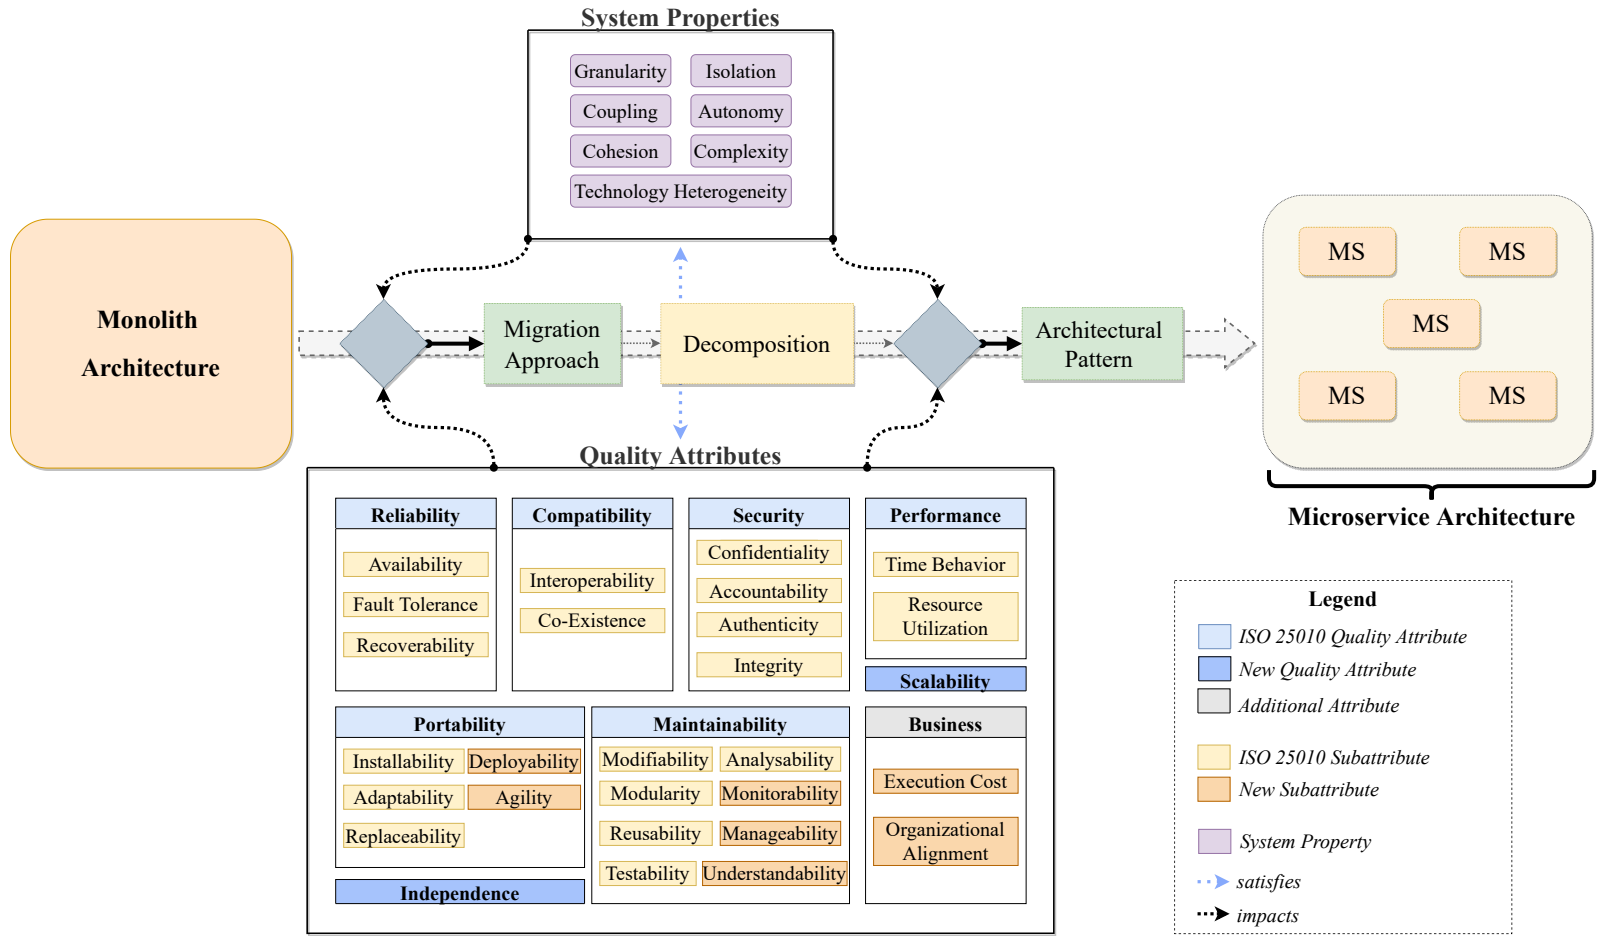 System Properties
Granularity
Isolation
Coupling
Autonomy
Cohesion
Complexity
Technology Heterogeneity
Monolith
Architecture
Migration
Approach
Decomposition
Architectural
Pattern
MS
MS
MS
MS
MS
Microservice Architecture
Quality Attributes
Reliability
Availability
Fault Tolerance
Recoverability
Compatibility
Interoperability
Co-Existence
Security
Confidentiality
Accountability
Authenticity
Integrity
Performance
Time Behavior
Resource
Utilization
Scalability
Portability
Installability
Deployability
Adaptability
Agility
Replaceability
Independence
Maintainability
Modifiability
Analysability
Modularity
Monitorability
Reusability
Manageability
Testability
Understandability
Business
Execution Cost
Organizational
Alignment
Legend
ISO 25010 Quality Attribute
New Quality Attribute
Additional Attribute
ISO 25010 Subattribute
New Subattribute
System Property
satisfies
impacts